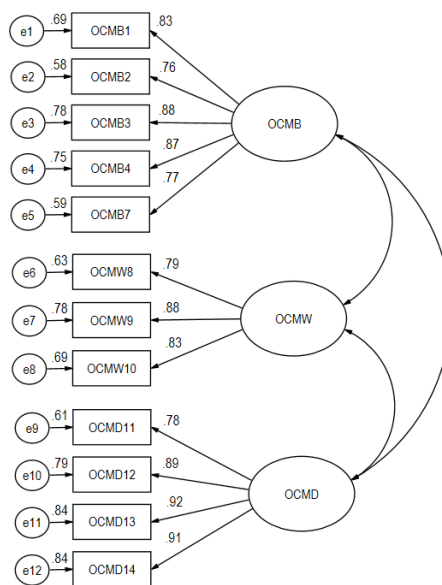 e1 .69 OCMB1 .83
e2 .58 OCMB2 .76
e3 .78 OCMB3 .88
e4 .75 OCMB4 .87
e5 .59 OCMB7 .77
OCMB
e6 .63 OCMW8 .79
e7 .78 OCMW9 .88
e8 .69 OCMW10 .83
OCMW
e9 .61 OCMD11 .78
e10 .79 OCMD12 .89
e11 .84 OCMD13 .92
e12 .84 OCMD14 .91
OCMD